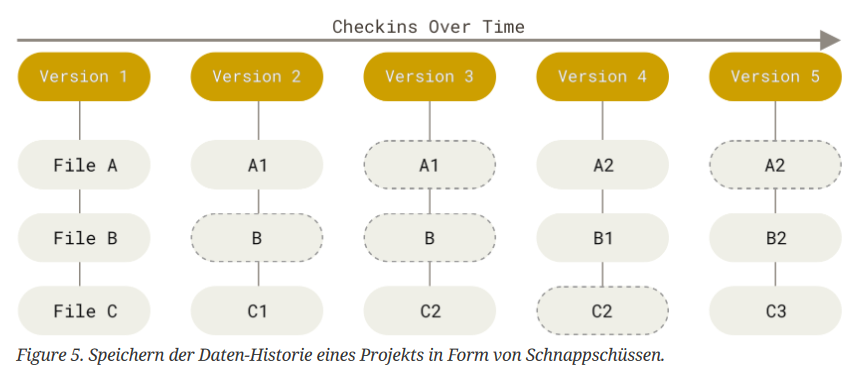 Checkins Over Time
Version 1 Version 2 Version 3 Version 4 Version 5
File A A1 A1 A2 A2
File B B B B1 B2
File C C1 C2 C2 C3
Figure 5. Speichern der Daten-Historie eines Projekts in Form von Schnappschüssen.